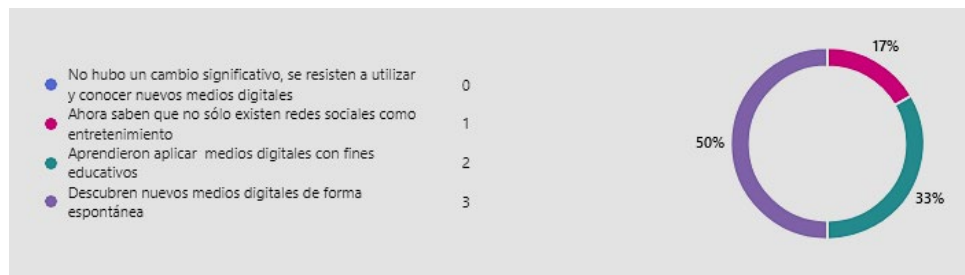 No hubo un cambio significativo, se resisten a utilizar
y conocer nuevos medios digitales
0
Ahora saben que no sólo existen redes sociales como
entretenimiento
1
Aprendieron aplicar  medios digitales con fines
educativos
2
Descubren nuevos medios digitales de forma
espontánea
3
17%
50%
33%